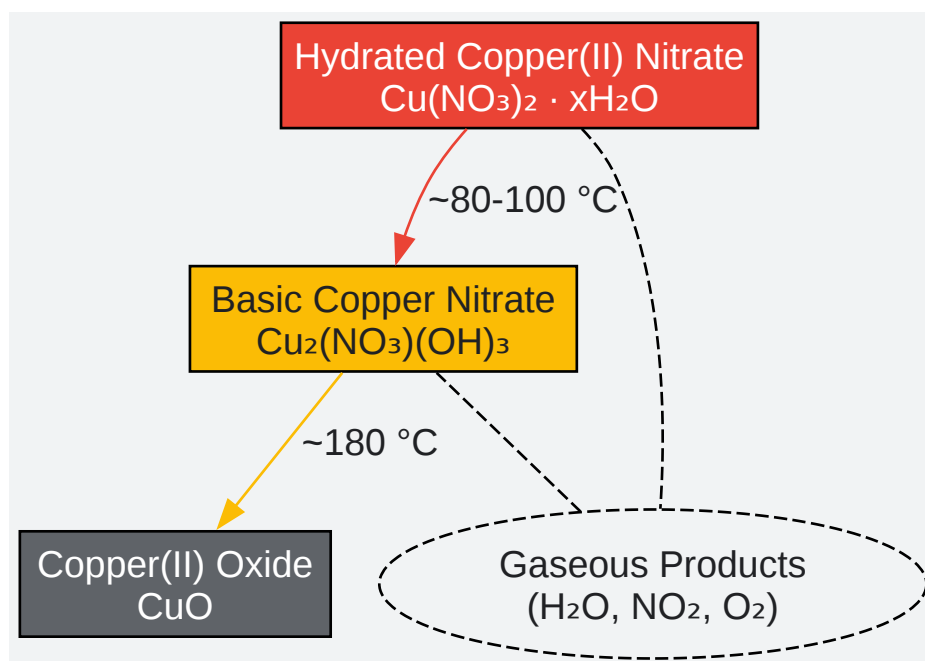 Hydrated Copper(II) Nitrate
Cu(NO₃)₂ · xH₂O
~80-100 °C
Basic Copper Nitrate
Cu₂(NO₃)(OH)₃
~180 °C
Copper(II) Oxide
CuO
Gaseous Products
(H₂O, NO₂, O₂)